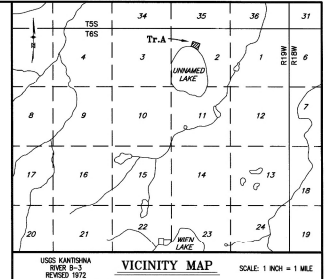 34 35 36 31
T5S
T6S
Tr.A
N
R19W
R18W
4 3 2 1 6
UNNAMED
LAKE
8 9 10 11 12 7
17 16 15 14 13
18
20 21 22 23 24 19
WIEN
LAKE
USGS KANTISHNA
RIVER B-3
REVISED 1972
VICINITY MAP
SCALE: 1 INCH = 1 MILE